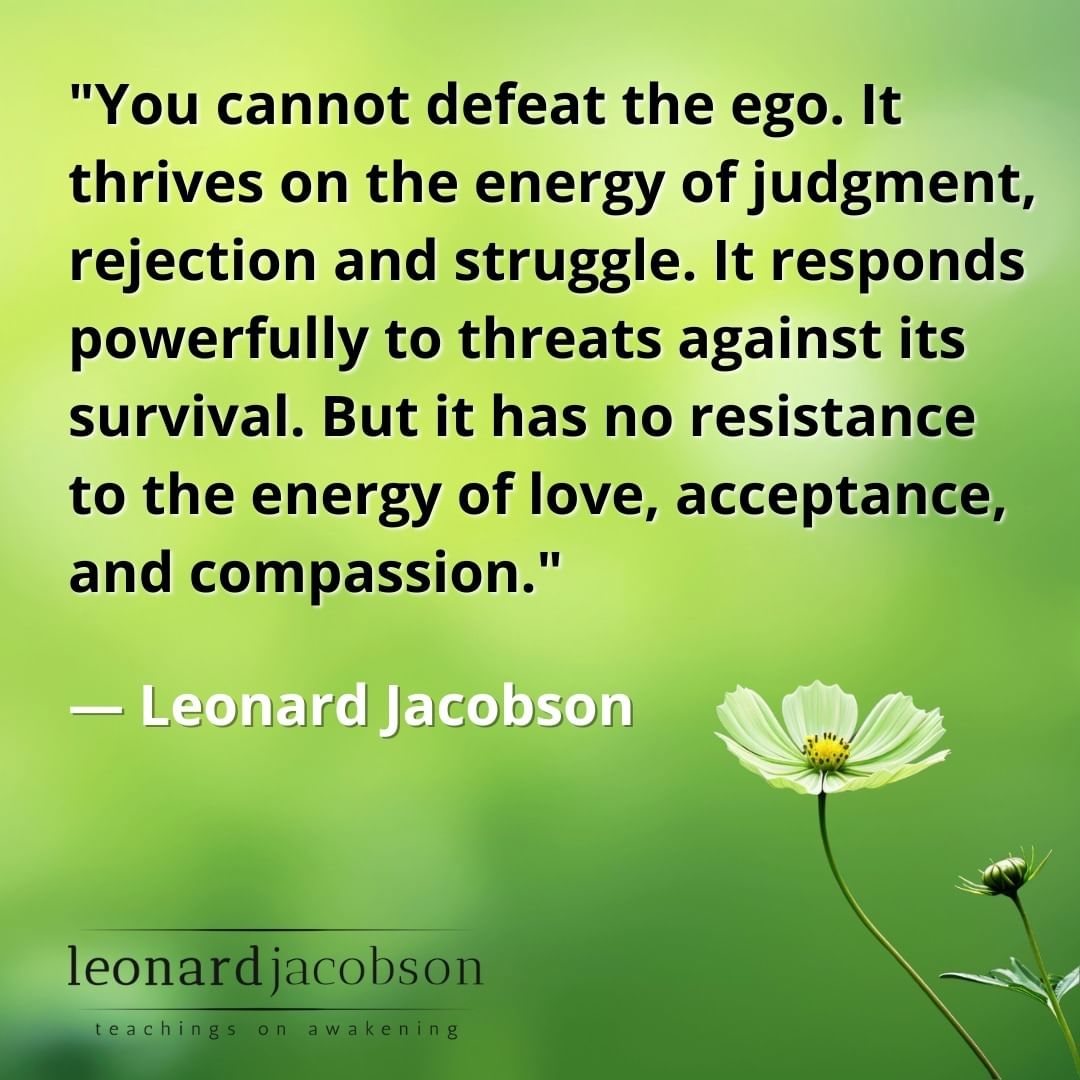 "You cannot defeat the ego. It
thrives on the energy of judgment,
rejection and struggle. It responds
powerfully to threats against its
survival. But it has no resistance
to the energy of love, acceptance,
and compassion."
— Leonard Jacobson
leonardjacobson
teachings on awakening